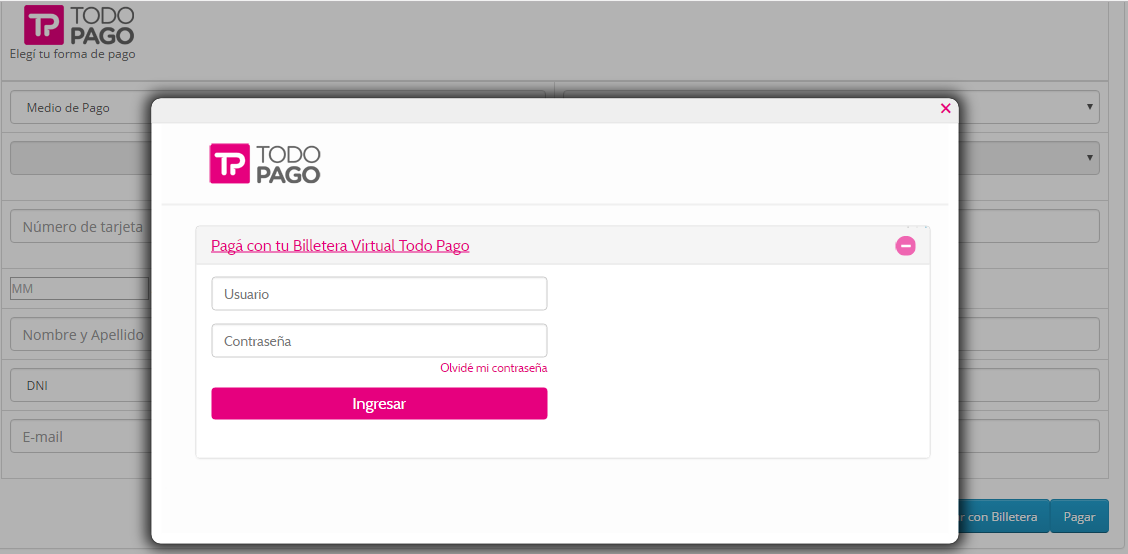 TP TODO PAGO
Elegí tu forma de pago
Medio de Pago
Número de tarjeta
MM
Nombre y Apellido
DNI
E-mail
×
TP TODO PAGO
Pagá con tu Billetera Virtual Todo Pago
Usuario
Contraseña
Olvidé mi contraseña
Ingresar
con Billetera
Pagar